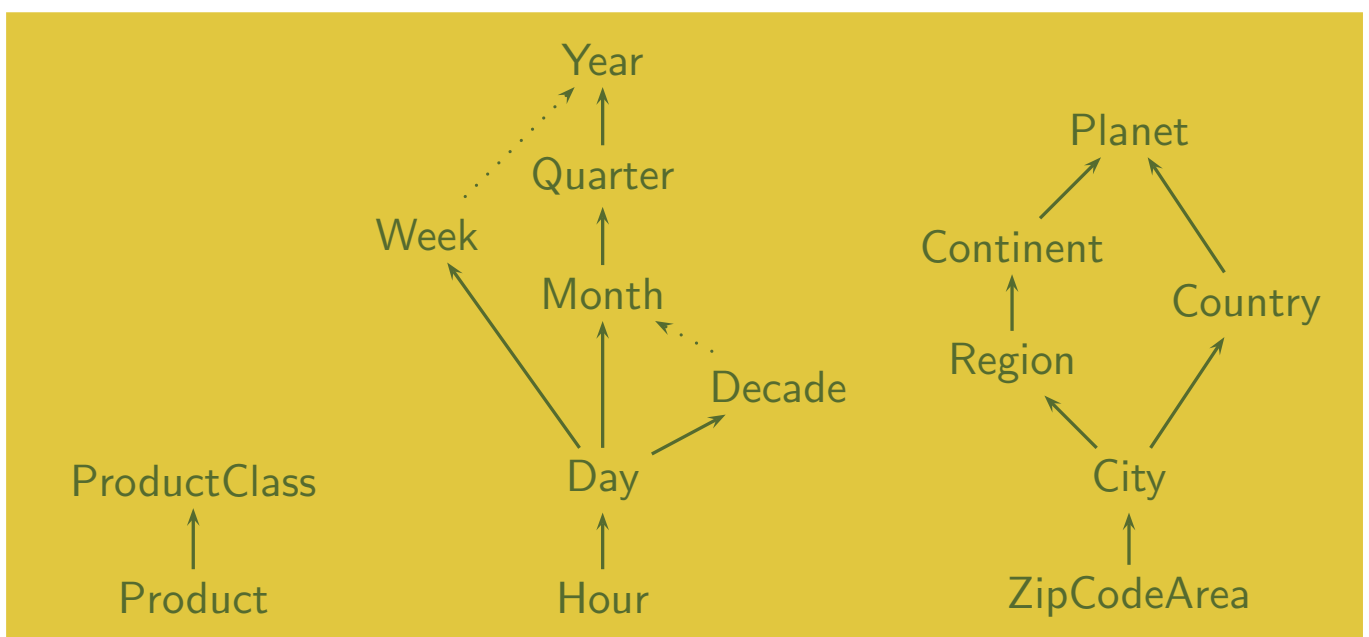 Year
Planet
Quarter
Week
Continent
Month
Country
Region
Decade
ProductClass
Day
City
Product
Hour
ZipCodeArea